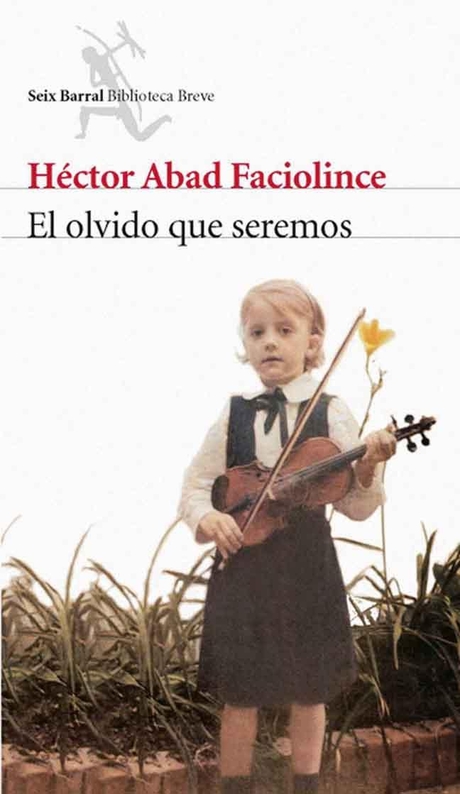 Seix Barral Biblioteca Breve
Héctor Abad Faciolince
El olvido que seremos